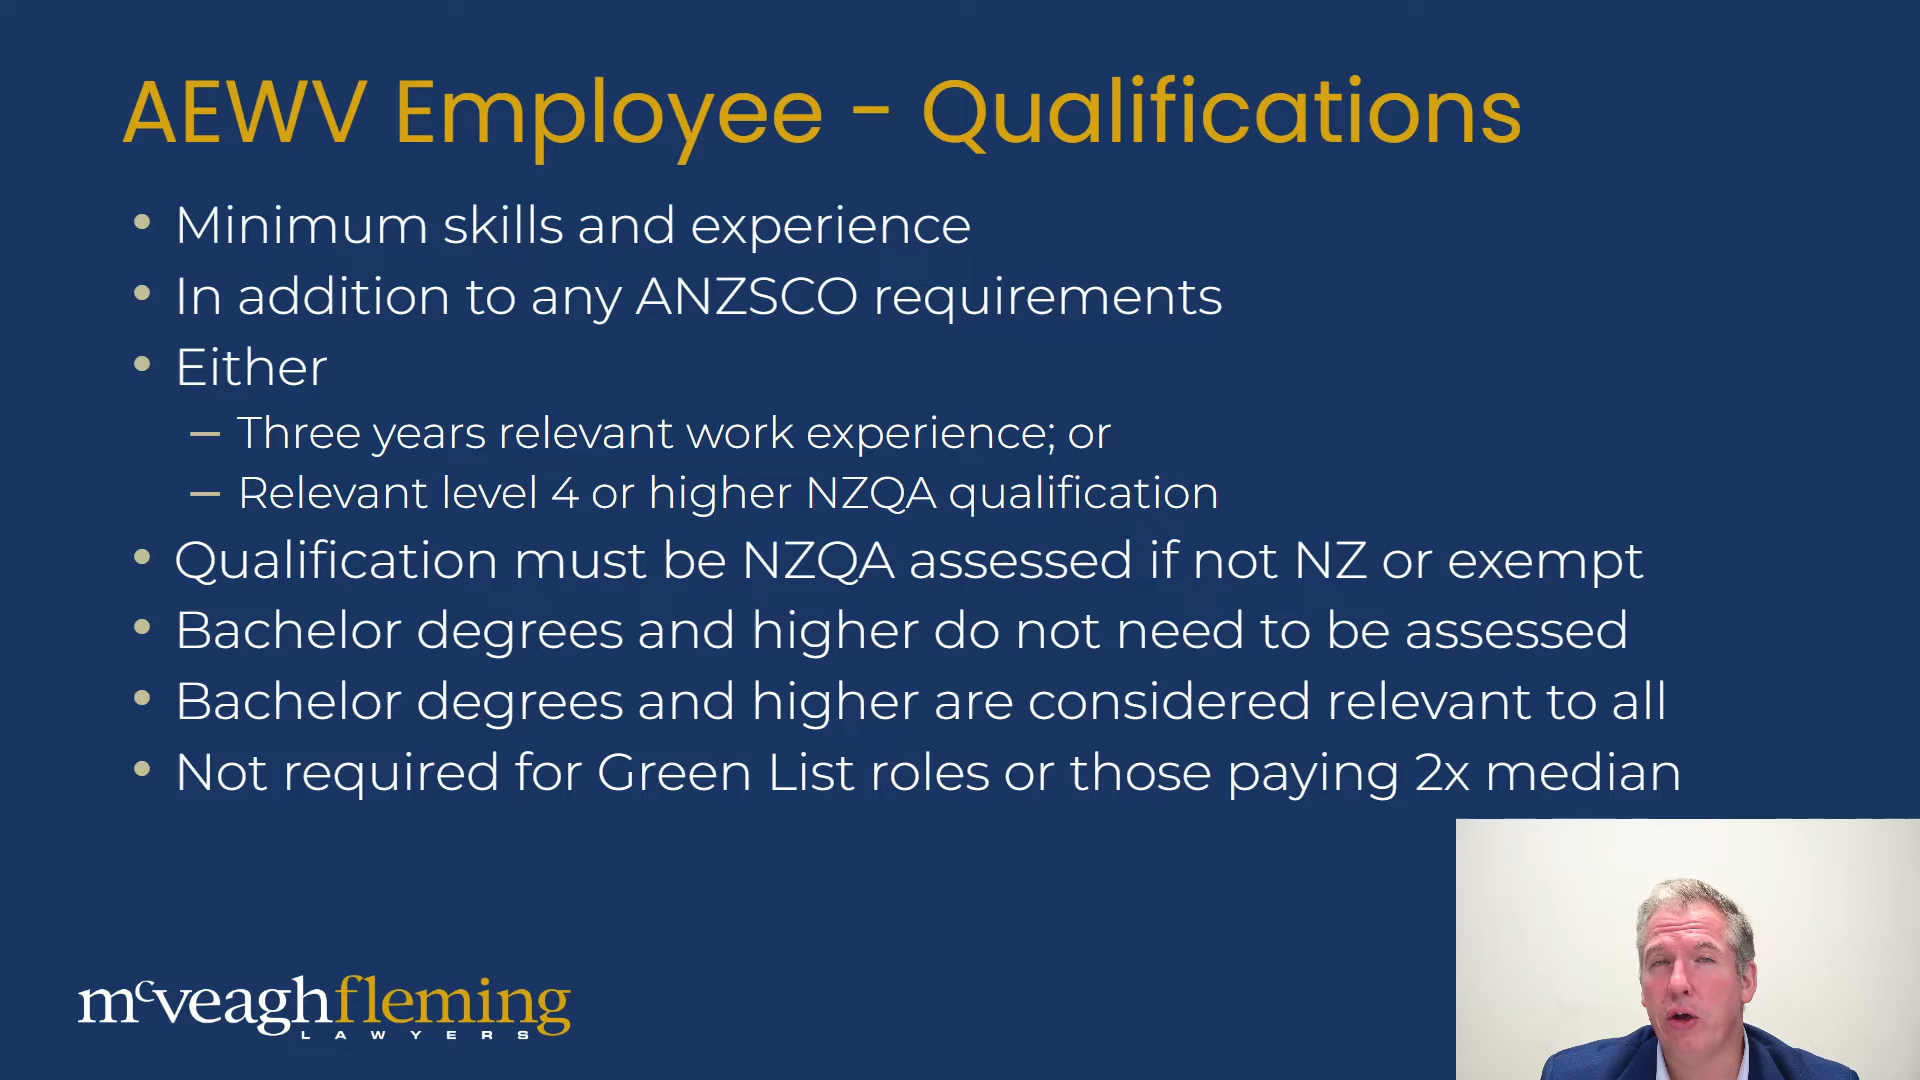 AEWV Employee - Qualifications
• Minimum skills and experience
• In addition to any ANZSCO requirements
• Either
– Three years relevant work experience; or
– Relevant level 4 or higher NZQA qualification
• Qualification must be NZQA assessed if not NZ or exempt
• Bachelor degrees and higher do not need to be assessed
• Bachelor degrees and higher are considered relevant to all
• Not required for Green List roles or those paying 2x median
mcveaghfleming
LAWYERS